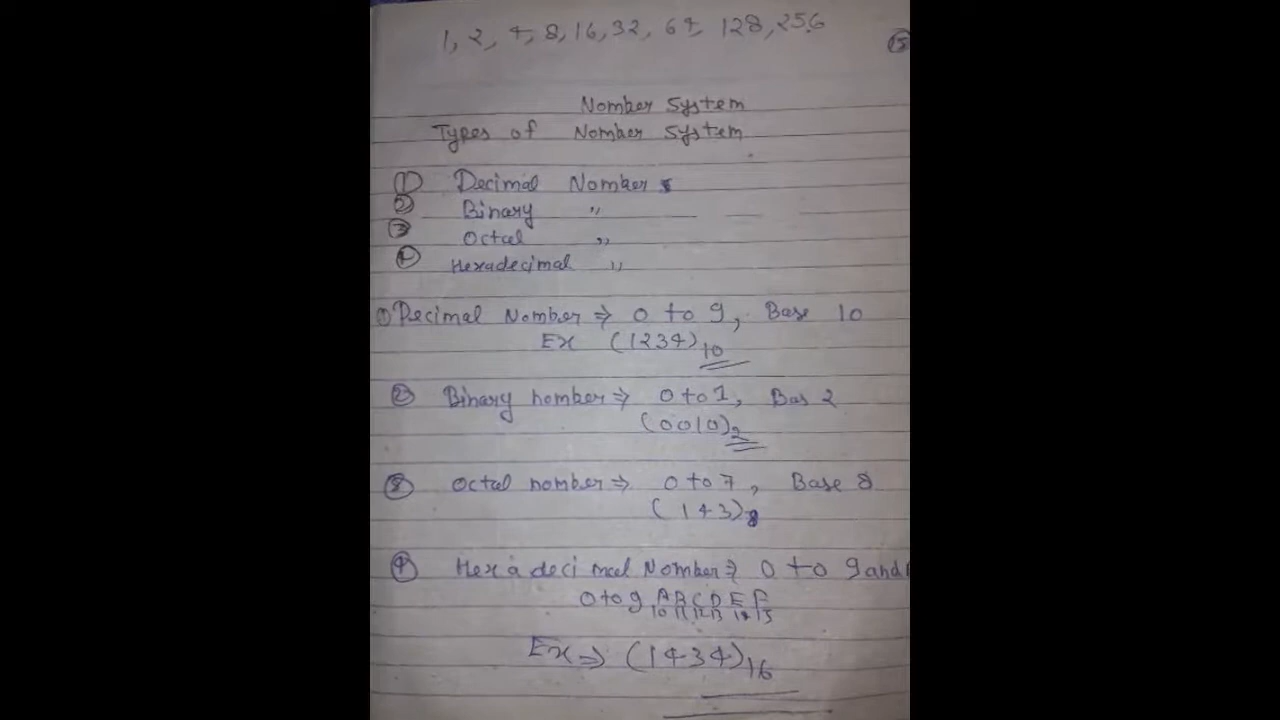 1, 2, 4, 8, 16, 32, 64, 128, 256
15
Nomber System
Types of Nomber System
① Decimal Nomber s
② Binary "
③ Octal "
④ Hexadecimal "
① Decimal Nomber ⇒ 0 to 9, Base 10
Ex (1234)₁₀
② Binary nomber ⇒ 0 to 1, Bas 2
(0010)₂
③ Octal nomber ⇒ 0 to 7, Base 8
(143)₈
④ Hexadecimal Nomber ⇒ 0 to 9 and
0 to 9 A B C D E F
10 11 12 13 14 15
Ex ⇒ (1434)₁₆